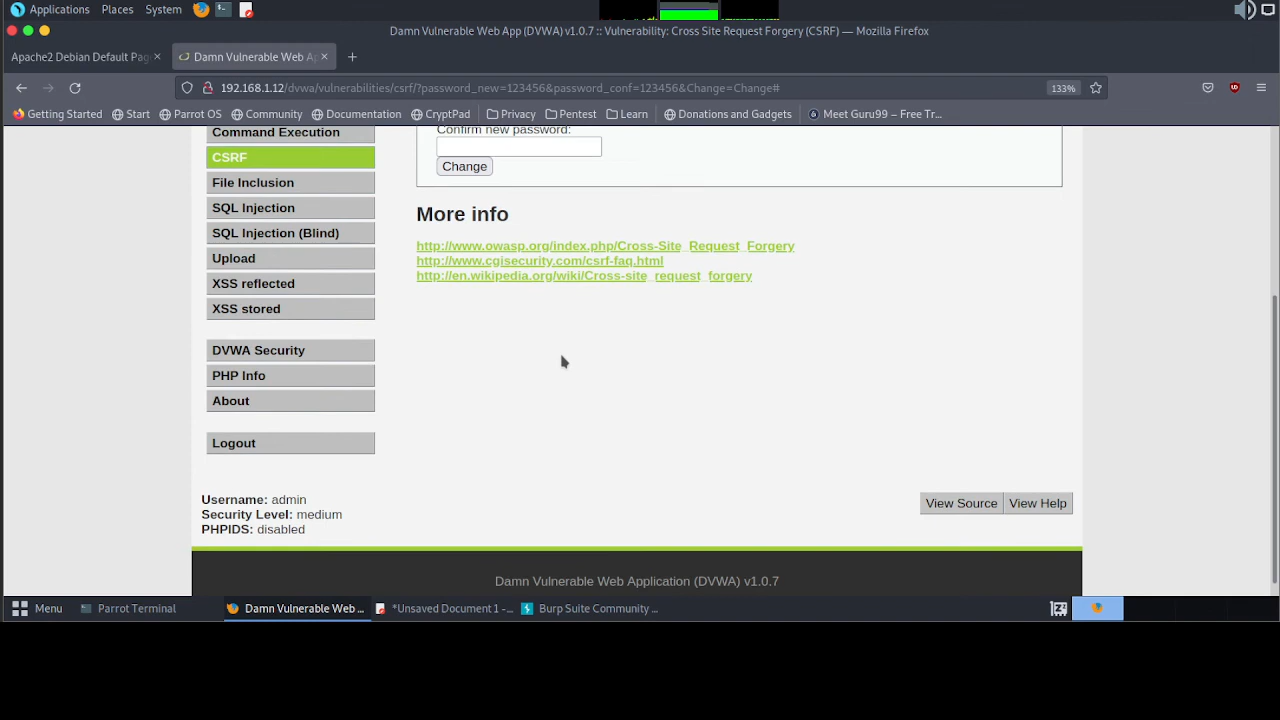 Applications Places System
Damn Vulnerable Web App (DVWA) v1.0.7 :: Vulnerability: Cross Site Request Forgery (CSRF) — Mozilla Firefox
Apache2 Debian Default Pag
Damn Vulnerable Web Ap
192.168.1.12/dvwa/vulnerabilities/csrf/?password_new=123456&password_conf=123456&Change=Change#
133%
Getting Started Start Parrot OS Community Documentation CryptPad Privacy Pentest Learn Donations and Gadgets Meet Guru99 – Free Tr...
Command Execution
CSRF
File Inclusion
SQL Injection
SQL Injection (Blind)
Upload
XSS reflected
XSS stored
DVWA Security
PHP Info
About
Logout
Confirm new password:
Change
More info
http://www.owasp.org/index.php/Cross-Site_Request_Forgery
http://www.cgisecurity.com/csrf-faq.html
http://en.wikipedia.org/wiki/Cross-site_request_forgery
Username: admin
Security Level: medium
PHPIDS: disabled
View Source View Help
Damn Vulnerable Web Application (DVWA) v1.0.7
Menu Parrot Terminal Damn Vulnerable Web ... *Unsaved Document 1 -... Burp Suite Community ...